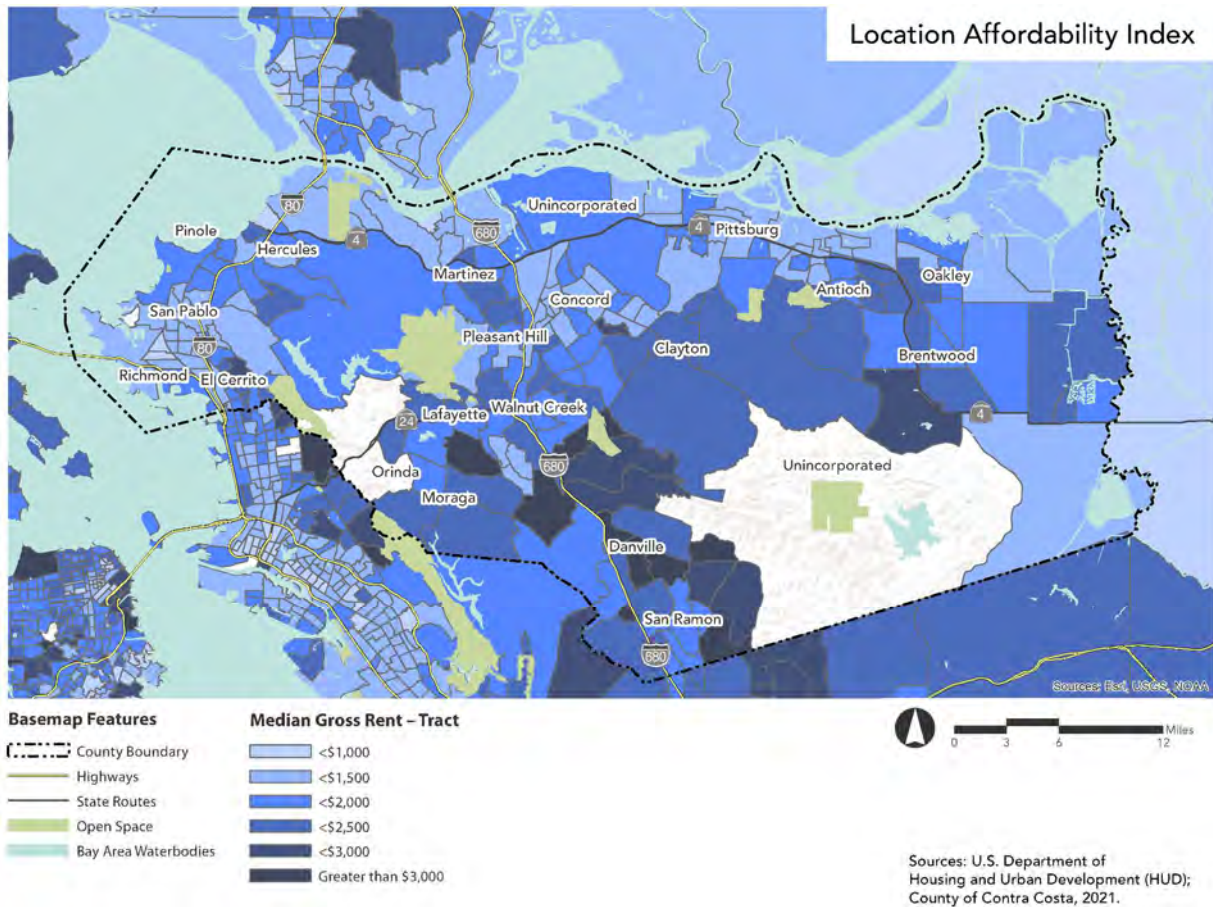 Location Affordability Index
80
Unincorporated
Pinole
4
680
4
Pittsburg
Hercules
Martinez
Oakley
Antioch
Concord
San Pablo
Pleasant Hill
80
Clayton
Brentwood
Richmond
El Cerrito
Walnut Creek
24
Lafayette
4
680
Unincorporated
Orinda
Moraga
Danville
San Ramon
680
Sources: Esri, USGS, NOAA
Basemap Features
County Boundary
Highways
State Routes
Open Space
Bay Area Waterbodies
Median Gross Rent – Tract
<$1,000
<$1,500
<$2,000
<$2,500
<$3,000
Greater than $3,000
Miles
0 3 6 12
Sources: U.S. Department of
Housing and Urban Development (HUD);
County of Contra Costa, 2021.